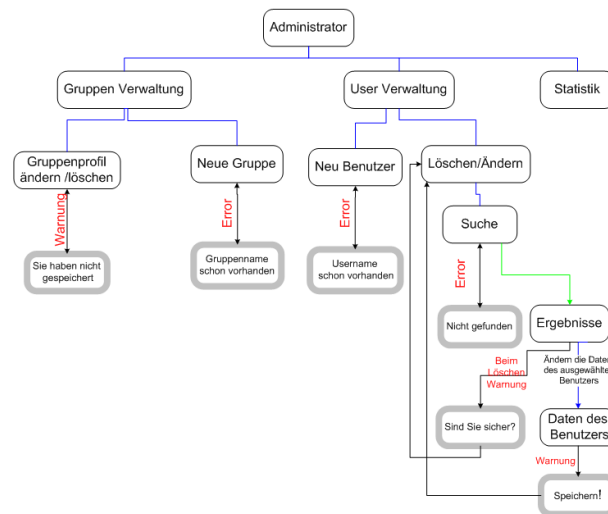 Administrator
Gruppen Verwaltung
User Verwaltung
Statistik
Gruppenprofil
ändern /löschen
Neue Gruppe
Neu Benutzer
Löschen/Ändern
Warnung
Error
Error
Suche
Sie haben nicht
gespeichert
Gruppenname
schon vorhanden
Username
schon vorhanden
Error
Nicht gefunden
Ergebnisse
Beim
Löschen
Warnung
Ändern die Daten
des ausgewählte
Benutzers
Sind Sie sicher?
Daten des
Benutzers
Warnung
Speichern!